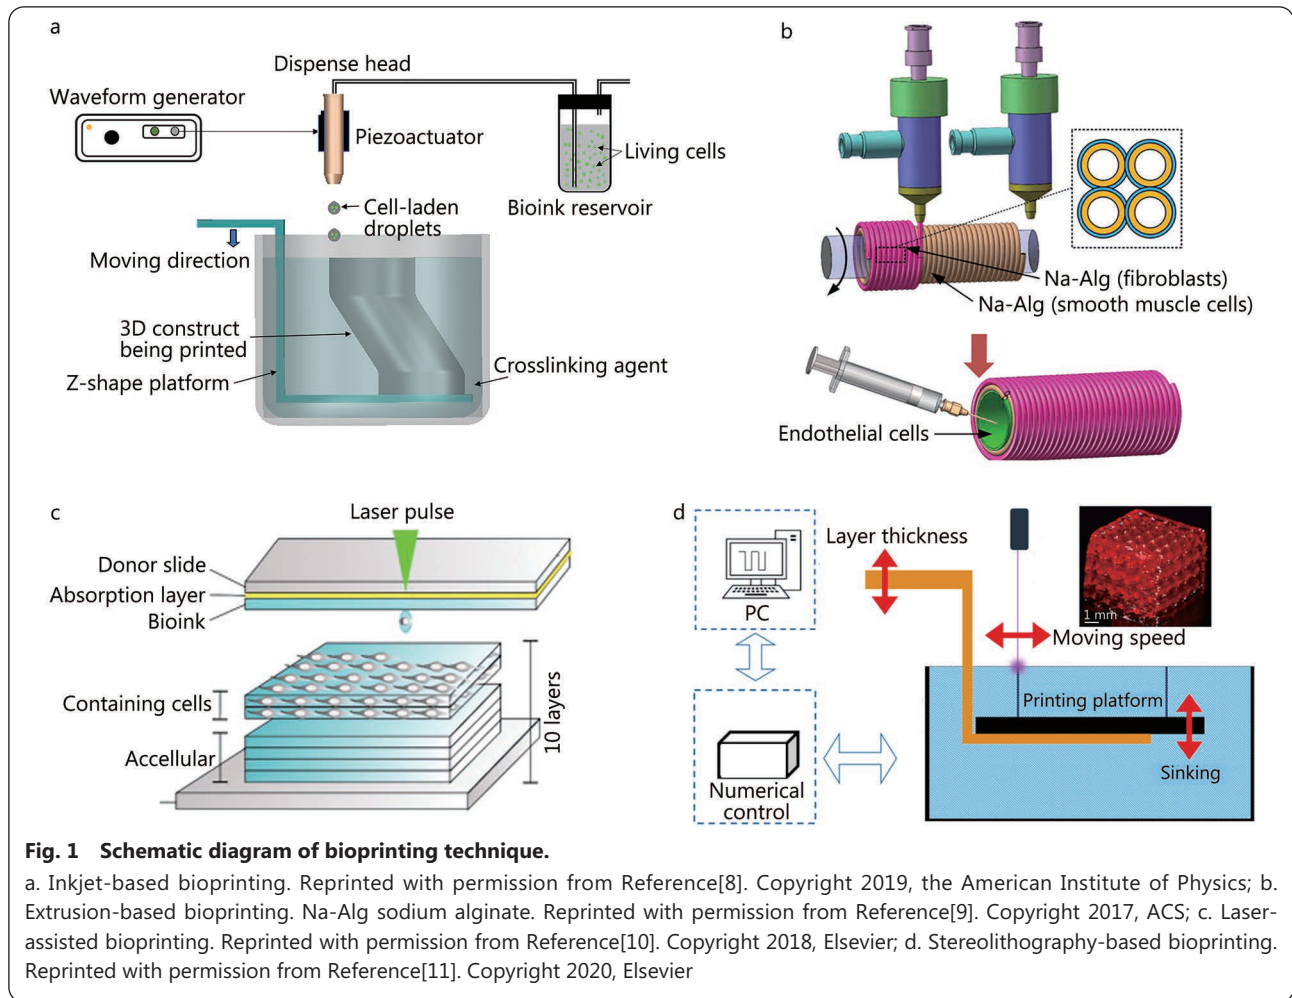 a
Dispense head
Waveform generator
Piezoactuator
Living cells
Cell-laden
droplets
Bioink reservoir
Moving direction
3D construct
being printed
Crosslinking agent
Z-shape platform
b
Na-Alg (fibroblasts)
Na-Alg (smooth muscle cells)
Endothelial cells
c
Laser pulse
Donor slide
Absorption layer
Bioink
Containing cells
Accellular
10 layers
d
Layer thickness
PC
1 mm
Moving speed
Printing platform
Numerical
control
Sinking
Fig. 1 Schematic diagram of bioprinting technique.
a. Inkjet-based bioprinting. Reprinted with permission from Reference[8]. Copyright 2019, the American Institute of Physics; b.
Extrusion-based bioprinting. Na-Alg sodium alginate. Reprinted with permission from Reference[9]. Copyright 2017, ACS; c. Laser-
assisted bioprinting. Reprinted with permission from Reference[10]. Copyright 2018, Elsevier; d. Stereolithography-based bioprinting.
Reprinted with permission from Reference[11]. Copyright 2020, Elsevier